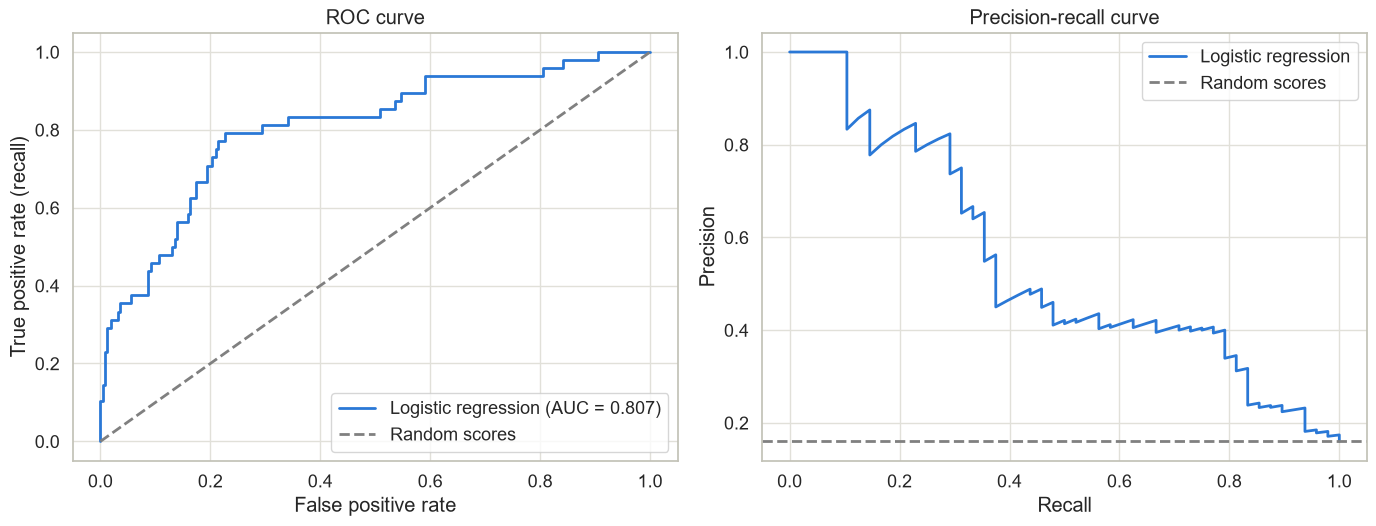 ROC curve
1.0
0.8
0.6
0.4
0.2
0.0
True positive rate (recall)
Logistic regression (AUC = 0.807)
Random scores
0.0 0.2 0.4 0.6 0.8 1.0
False positive rate
Precision-recall curve
1.0
0.8
0.6
0.4
0.2
Precision
Logistic regression
Random scores
0.0 0.2 0.4 0.6 0.8 1.0
Recall